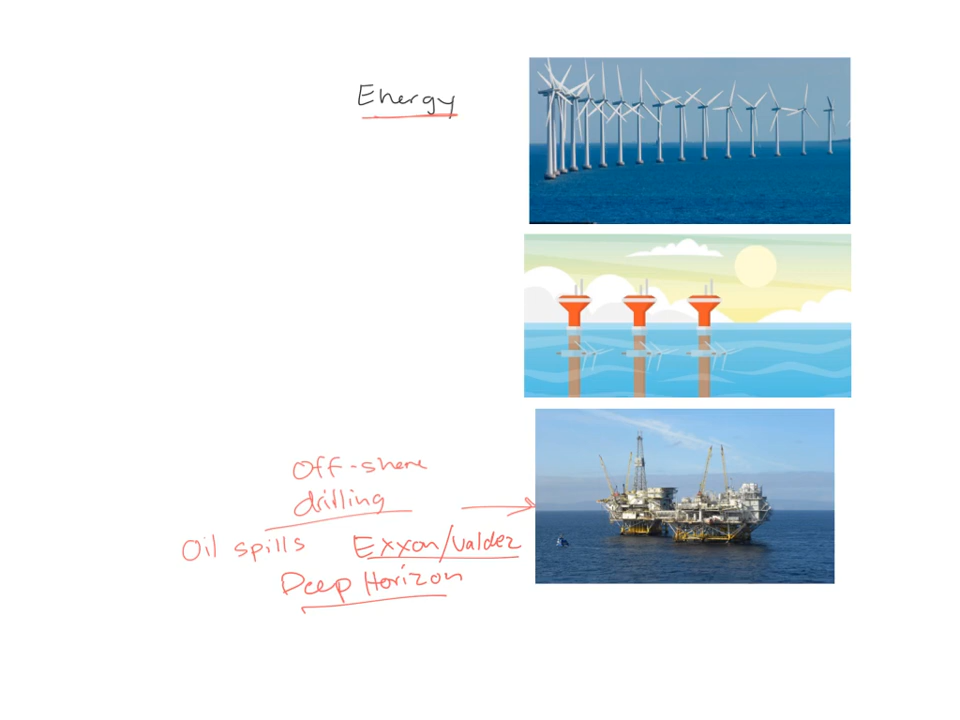 Energy
Off-shore
drilling
Oil spills Exxon/Valdez
Deep Horizon